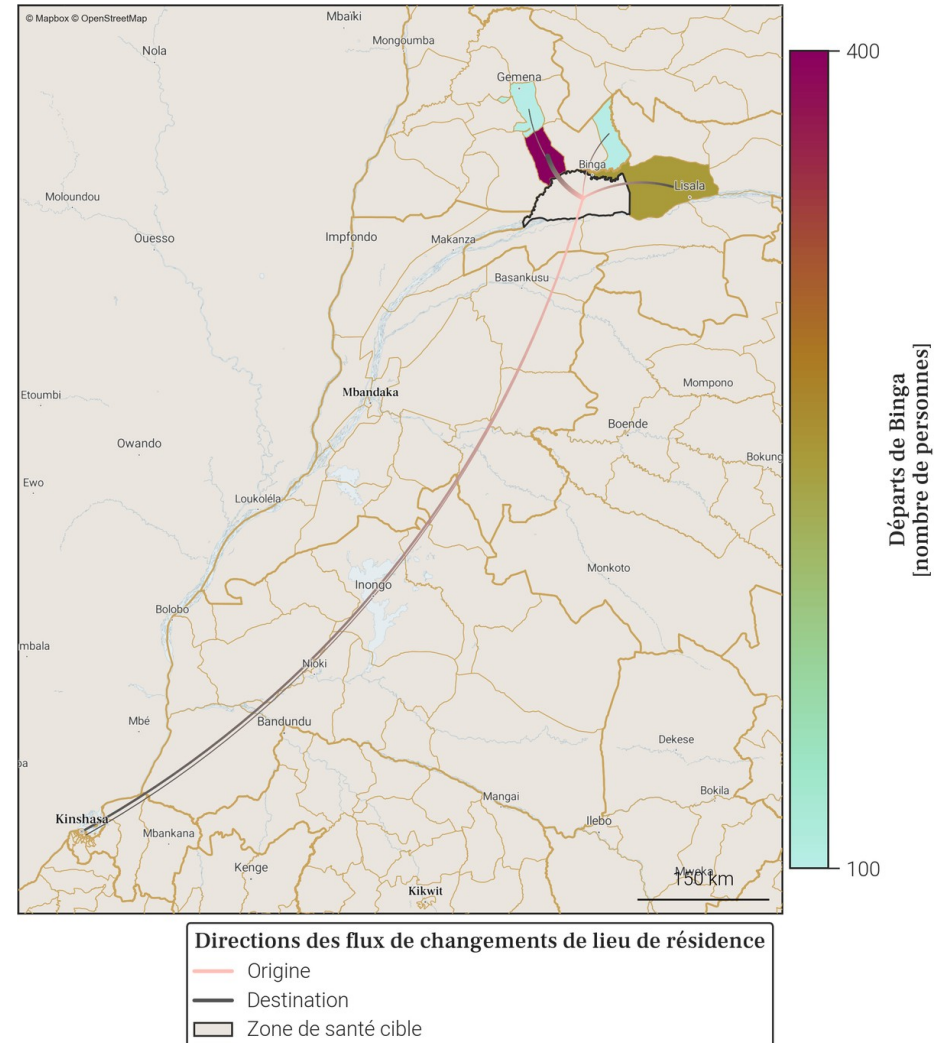 © Mapbox © OpenStreetMap
Mbaïki
Mongoumba
Nola
Gemena
Binga
Lisala
Moloundou
Ouesso
Impfondo
Makanza
Basankusu
Mbandaka
Mompono
Etoumbi
Boende
Owando
Bokung
Ewo
Loukoléla
Monkoto
Inongo
Bolobo
mbala
Nioki
Mbé
Bandundu
Dekese
ba
Bokila
Mangai
Kinshasa
Ilebo
Mbankana
Kenge
Mweka
150 km
Kikwit
400
100
Départs de Binga
[nombre de personnes]
Directions des flux de changements de lieu de résidence
Origine
Destination
Zone de santé cible